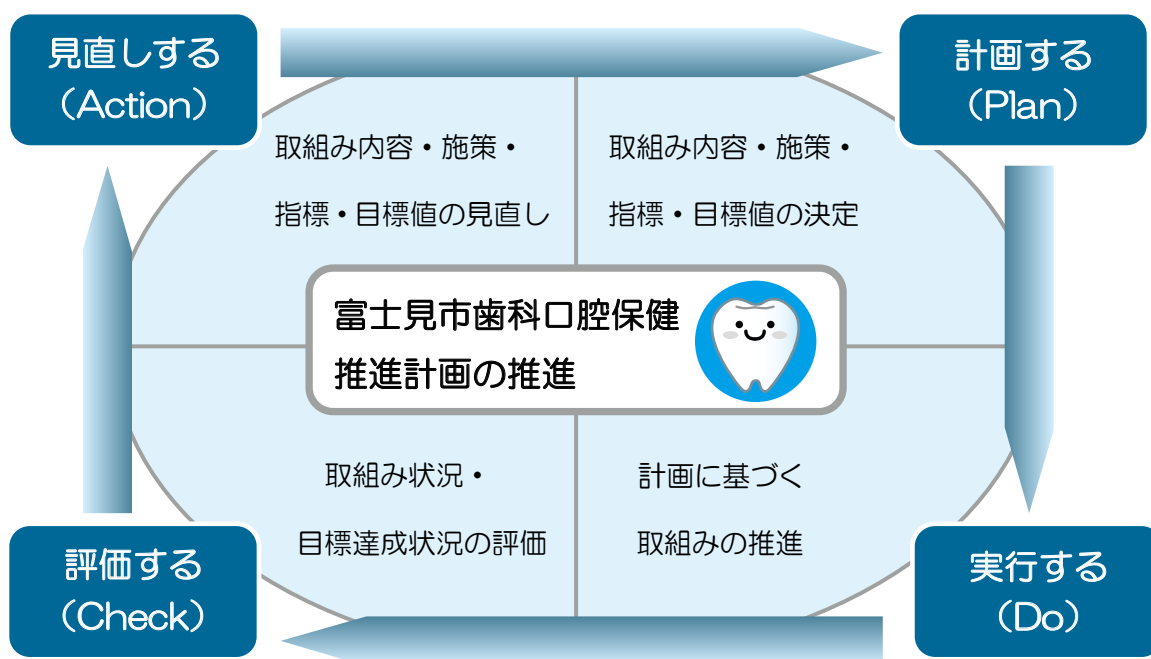 見直しする
（Action）
計画する
（Plan）
取組み内容・施策・
指標・目標値の見直し
取組み内容・施策・
指標・目標値の決定
富士見市歯科口腔保健
推進計画の推進
取組み状況・
目標達成状況の評価
計画に基づく
取組みの推進
評価する
（Check）
実行する
（Do）